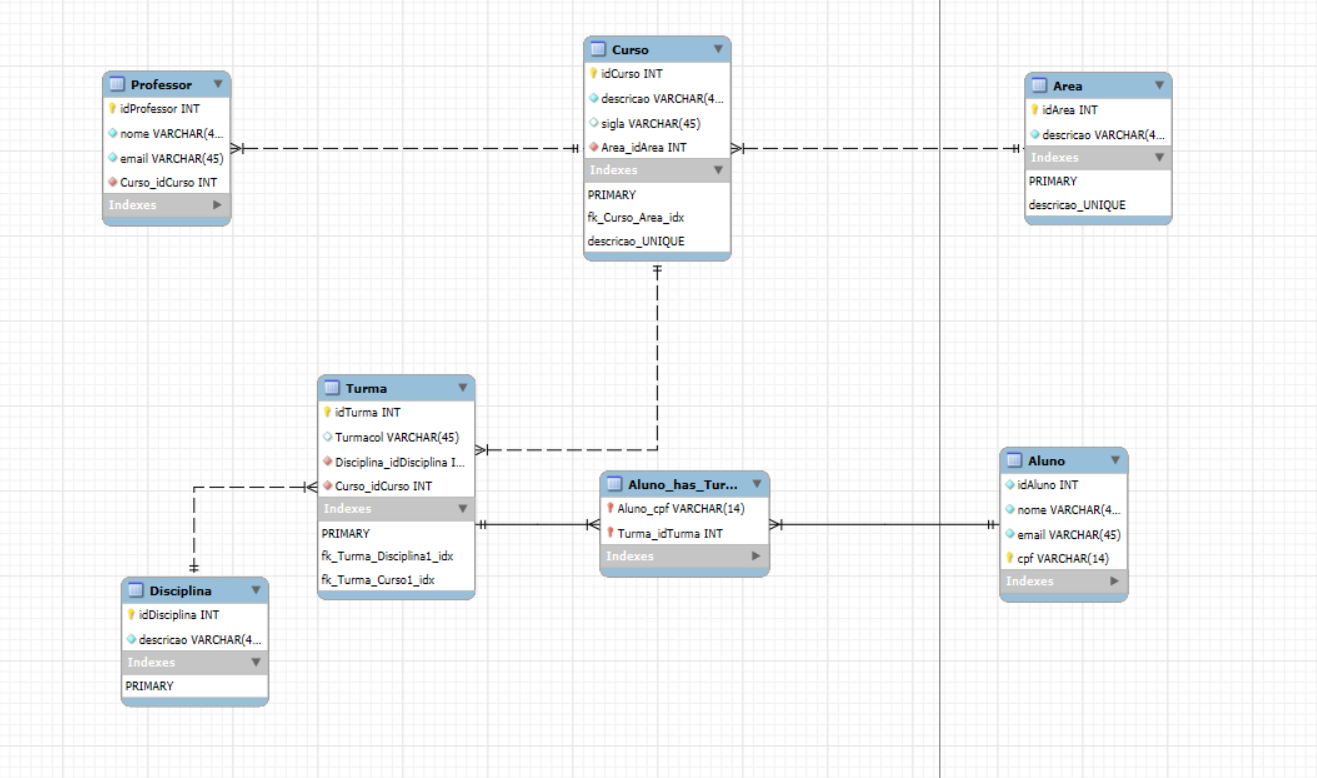 Professor
idProfessor INT
nome VARCHAR(4...
email VARCHAR(45)
Curso_idCurso INT
Indexes
Curso
idCurso INT
descricao VARCHAR(4...
sigla VARCHAR(45)
Area_idArea INT
Indexes
PRIMARY
fk_Curso_Area_idx
descricao_UNIQUE
Area
idArea INT
descricao VARCHAR(4...
Indexes
PRIMARY
descricao_UNIQUE
Turma
idTurma INT
Turmacol VARCHAR(45)
Disciplina_idDisciplina I...
Curso_idCurso INT
Indexes
PRIMARY
fk_Turma_Disciplina1_idx
fk_Turma_Curso1_idx
Aluno_has_Tur...
Aluno_cpf VARCHAR(14)
Turma_idTurma INT
Indexes
Aluno
idAluno INT
nome VARCHAR(4...
email VARCHAR(45)
cpf VARCHAR(14)
Indexes
Disciplina
idDisciplina INT
descricao VARCHAR(4...
Indexes
PRIMARY